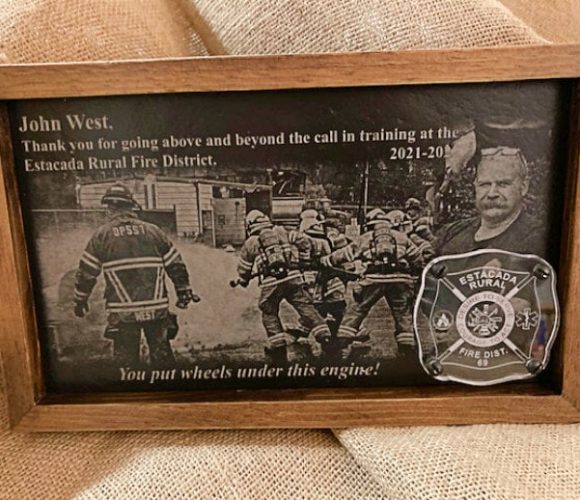 John West,
Thank you for going above and beyond the call in training at the
Estacada Rural Fire District.
2021-20
DPSST
WEST
ESTACADA
RURAL
FIRE DIST.
69
You put wheels under this engine!